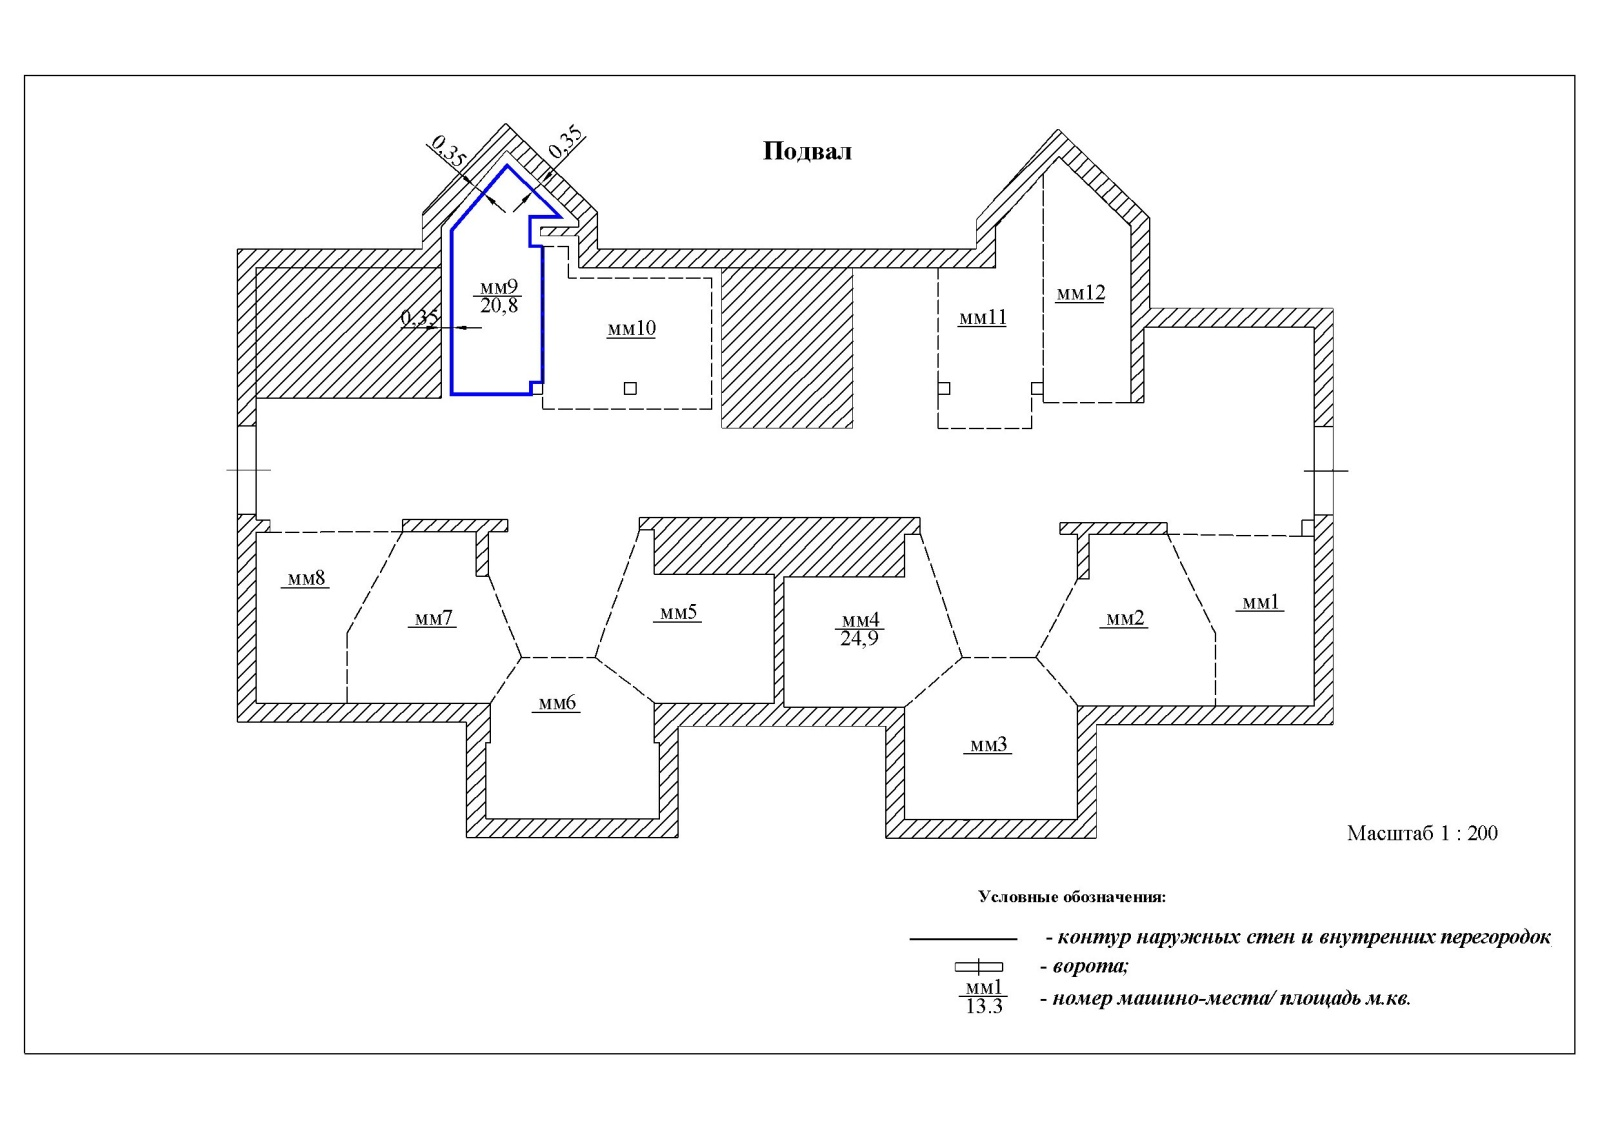 Подвал
0,35
0,35
мм9
20,8
0,35
мм10
мм11
мм12
мм8
мм7
мм5
мм4
24,9
мм2
мм1
мм6
мм3
Масштаб 1 : 200
Условные обозначения:
- контур наружных стен и внутренних перегородок
- ворота;
мм1
13.3
- номер машино-места/ площадь м.кв.